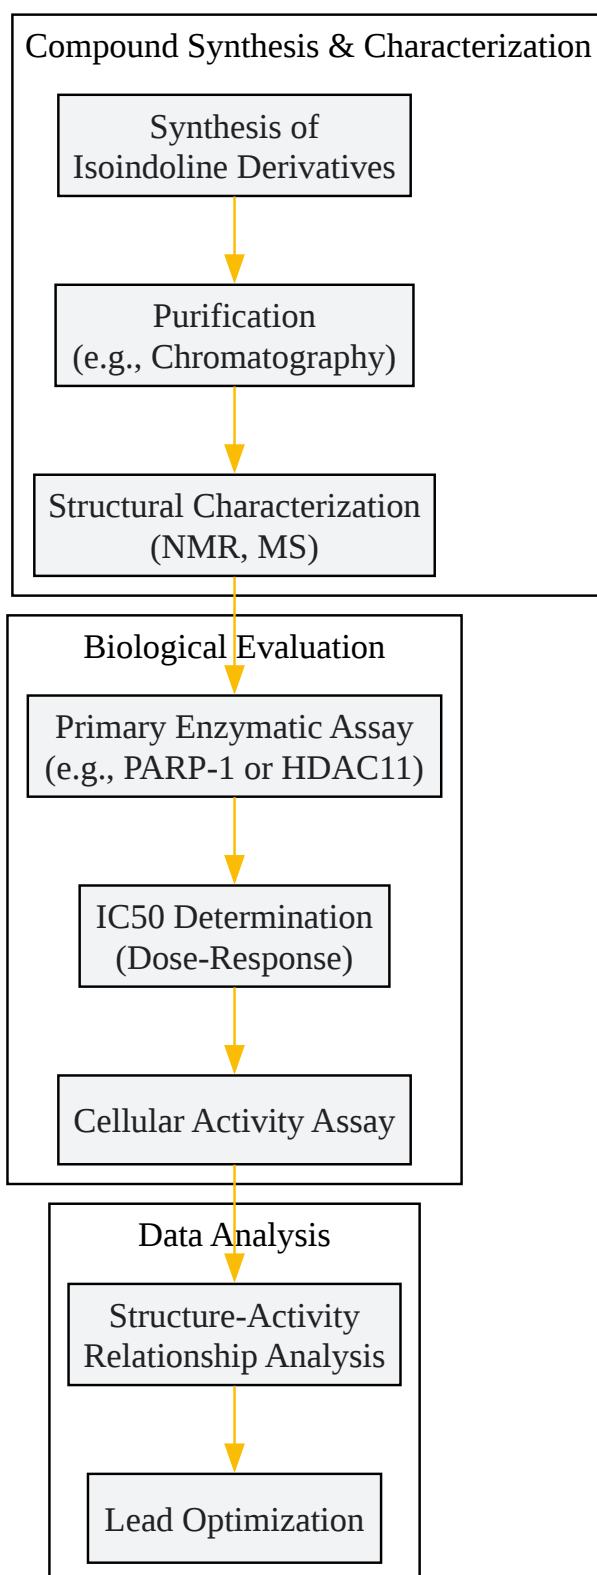 Compound Synthesis & Characterization
Synthesis of
Isoindoline Derivatives
Purification
(e.g., Chromatography)
Structural Characterization
(NMR, MS)
Biological Evaluation
Primary Enzymatic Assay
(e.g., PARP-1 or HDAC11)
IC50 Determination
(Dose-Response)
Cellular Activity Assay
Data Analysis
Structure-Activity
Relationship Analysis
Lead Optimization